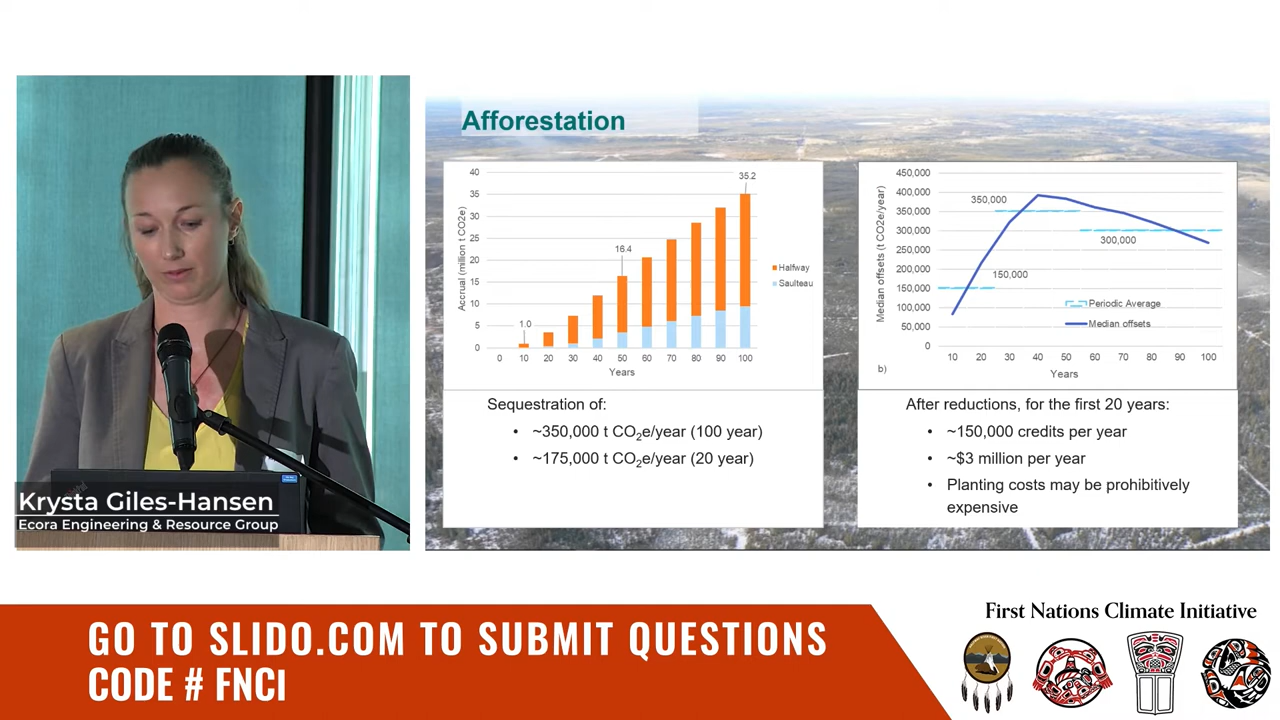 Afforestation
40
35
30
25
20
15
10
5
0
Accrual (million t CO2e)
1.0
16.4
35.2
0 10 20 30 40 50 60 70 80 90 100
Years
Halfway
Saulteau
450,000
400,000
350,000
300,000
250,000
200,000
150,000
100,000
50,000
0
Median offsets (t CO2e/year)
350,000
300,000
150,000
Periodic Average
Median offsets
b)
10 20 30 40 50 60 70 80 90 100
Years
Sequestration of:
• ~350,000 t CO₂e/year (100 year)
• ~175,000 t CO₂e/year (20 year)
After reductions, for the first 20 years:
• ~150,000 credits per year
• ~$3 million per year
• Planting costs may be prohibitively
expensive
Krysta Giles-Hansen
Ecora Engineering & Resource Group
GO TO SLIDO.COM TO SUBMIT QUESTIONS
CODE # FNCI
First Nations Climate Initiative